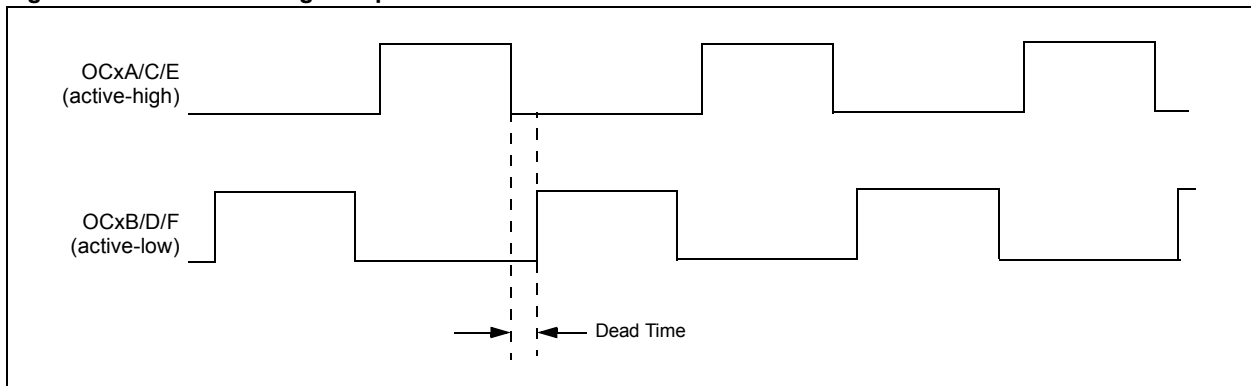 OCxA/C/E
(active-high)
OCxB/D/F
(active-low)
Dead Time